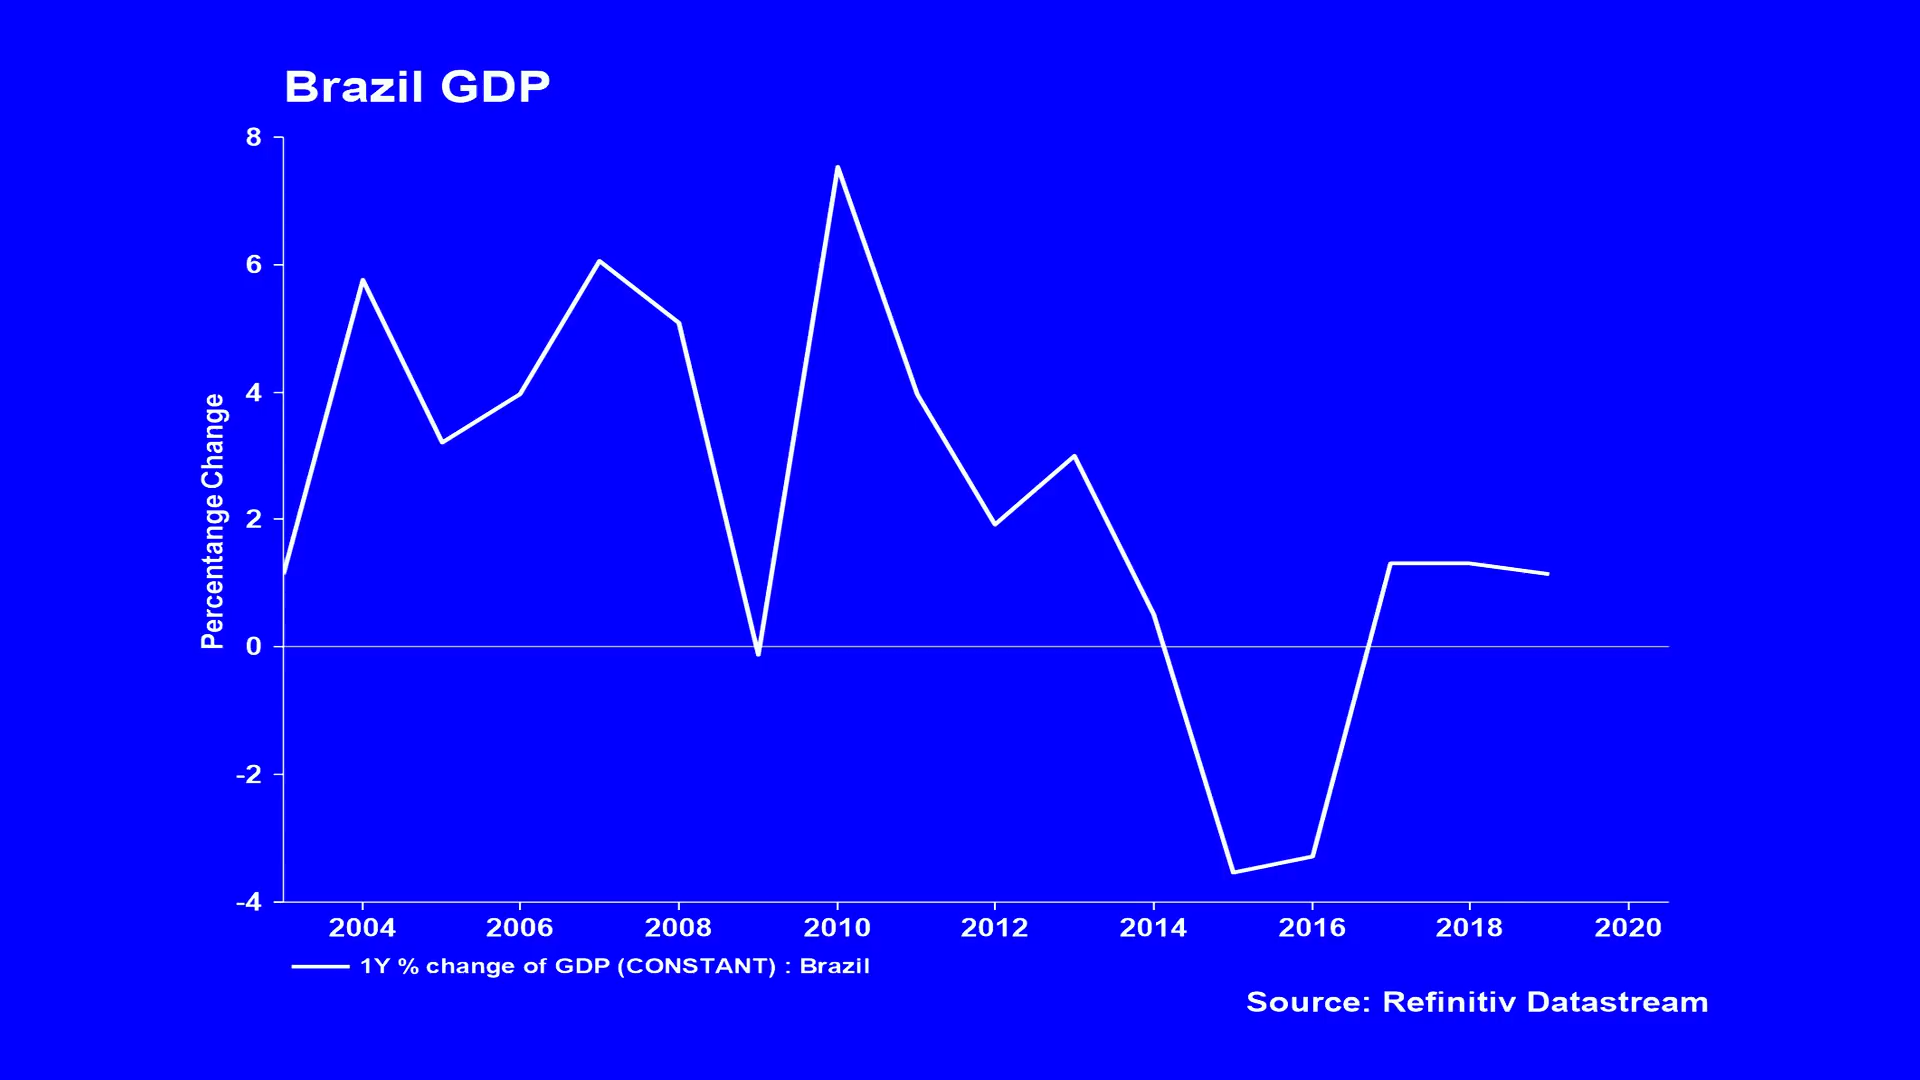 Brazil GDP
8
6
4
2
0
-2
-4
Percentange Change
2004 2006 2008 2010 2012 2014 2016 2018 2020
1Y % change of GDP (CONSTANT) : Brazil
Source: Refinitiv Datastream